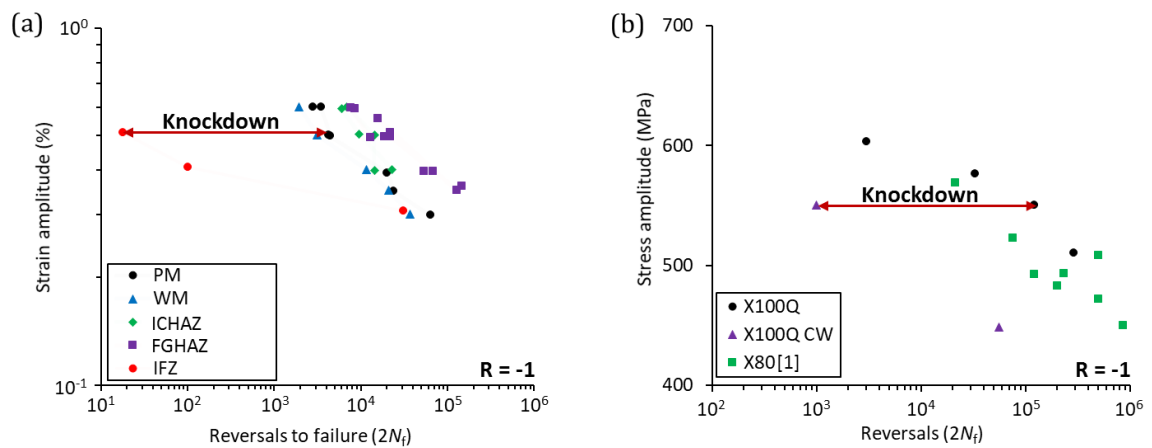 (a)
10⁰
Knockdown
Strain amplitude (%)
PM
WM
ICHAZ
FGHAZ
IFZ
R = -1
10⁻¹
10¹ 10² 10³ 10⁴ 10⁵ 10⁶
Reversals to failure (2Nf)
(b)
700
600
Knockdown
Stress amplitude (MPa)
500
X100Q
X100Q CW
X80[1]
R = -1
400
10² 10³ 10⁴ 10⁵ 10⁶
Reversals (2Nf)